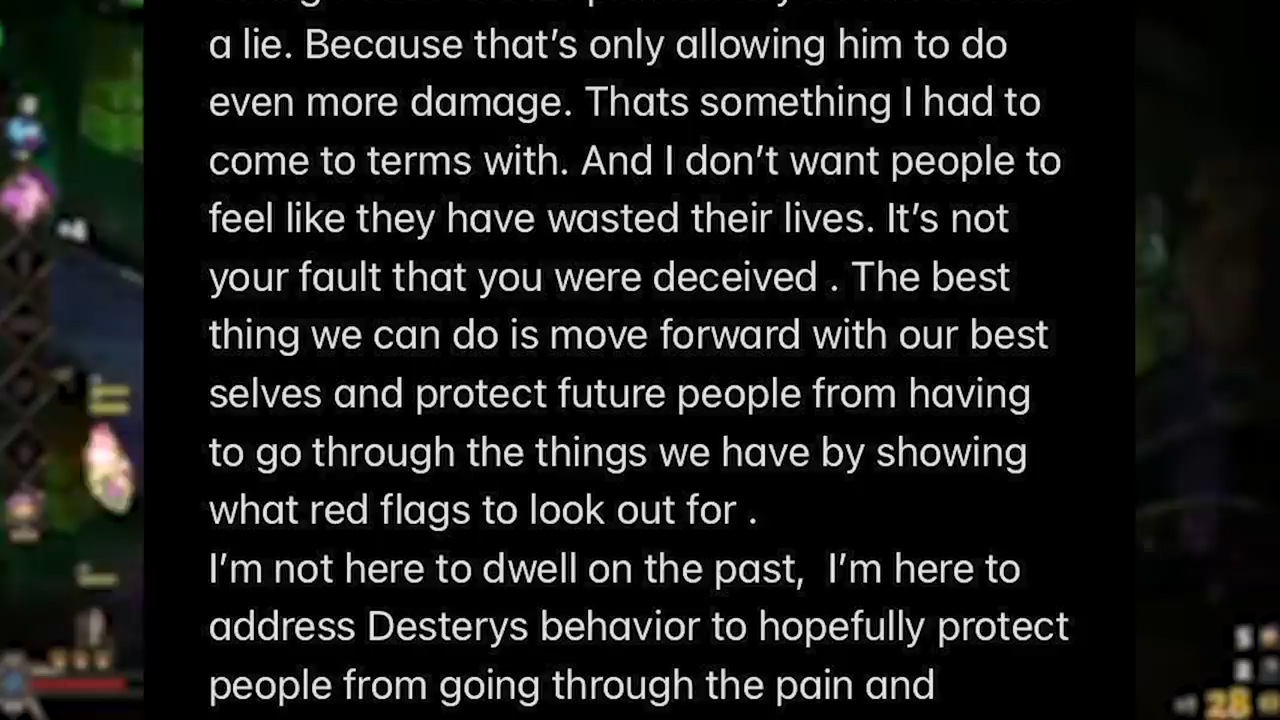 a lie. Because that’s only allowing him to do
even more damage. Thats something I had to
come to terms with. And I don’t want people to
feel like they have wasted their lives. It’s not
your fault that you were deceived . The best
thing we can do is move forward with our best
selves and protect future people from having
to go through the things we have by showing
what red flags to look out for .
I’m not here to dwell on the past,  I’m here to
address Desterys behavior to hopefully protect
people from going through the pain and
28